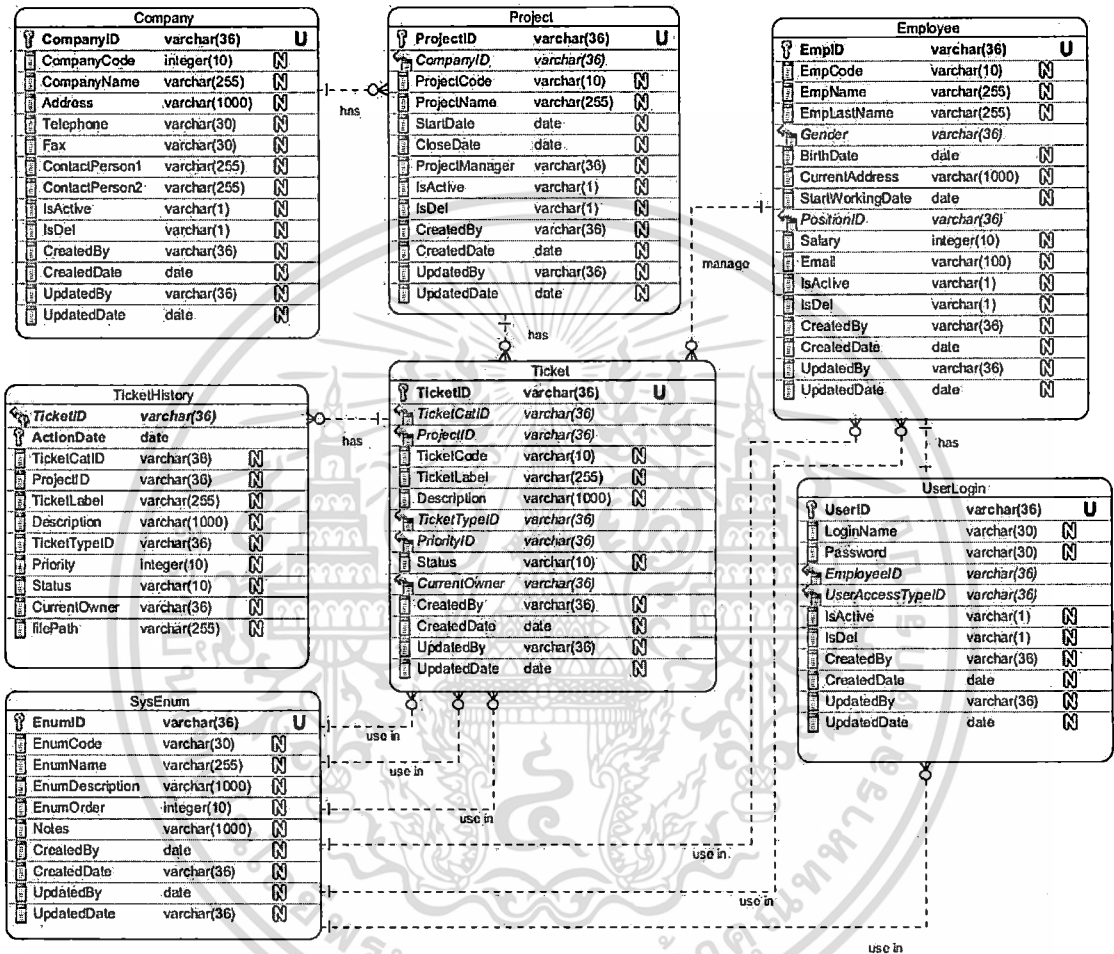 Company
CompanyID varchar(36) U
CompanyCode integer(10) N
CompanyName varchar(255) N
Address varchar(1000) N
Telephone varchar(30) N
Fax varchar(30) N
ContactPerson1 varchar(255) N
ContactPerson2 varchar(255) N
IsActive varchar(1) N
IsDel varchar(1) N
CreatedBy varchar(36) N
CreatedDate date N
UpdatedBy varchar(36) N
UpdatedDate date N
has
Project
ProjectID varchar(36) U
CompanyID varchar(36)
ProjectCode varchar(10) N
ProjectName varchar(255) N
StartDate date N
CloseDate date N
ProjectManager varchar(36) N
IsActive varchar(1) N
IsDel varchar(1) N
CreatedBy varchar(36) N
CreatedDate date N
UpdatedBy varchar(36) N
UpdatedDate date N
has
manage
Employee
EmpID varchar(36) U
EmpCode varchar(10) N
EmpName varchar(255) N
EmpLastName varchar(255) N
Gender varchar(36)
BirthDate date N
CurrentAddress varchar(1000) N
StartWorkingDate date N
PositionID varchar(36)
Salary integer(10) N
Email varchar(100) N
IsActive varchar(1) N
IsDel varchar(1) N
CreatedBy varchar(36) N
CreatedDate date N
UpdatedBy varchar(36) N
UpdatedDate date N
has
TicketHistory
TicketID varchar(36)
ActionDate date
TicketCatID varchar(36) N
ProjectID varchar(36) N
TicketLabel varchar(255) N
Description varchar(1000) N
TicketTypeID varchar(36) N
Priority integer(10) N
Status varchar(10) N
CurrentOwner varchar(36) N
filePath varchar(255) N
has
Ticket
TicketID varchar(36) U
TicketCatID varchar(36)
ProjectID varchar(36)
TicketCode varchar(10) N
TicketLabel varchar(255) N
Description varchar(1000) N
TicketTypeID varchar(36)
PriorityID varchar(36)
Status varchar(10) N
CurrentOwner varchar(36)
CreatedBy varchar(36) N
CreatedDate date N
UpdatedBy varchar(36) N
UpdatedDate date N
UserLogin
UserID varchar(36) U
LoginName varchar(30) N
Password varchar(30) N
EmployeeID varchar(36)
UserAccessTypeID varchar(36)
IsActive varchar(1) N
IsDel varchar(1) N
CreatedBy varchar(36) N
CreatedDate date N
UpdatedBy varchar(36) N
UpdatedDate date N
SysEnum
EnumID varchar(36) U
EnumCode varchar(30) N
EnumName varchar(255) N
EnumDescription varchar(1000) N
EnumOrder integer(10) N
Notes varchar(1000) N
CreatedBy date N
CreatedDate varchar(36) N
UpdatedBy date N
UpdatedDate varchar(36) N
use in
use in
use in
use in
use in
use in